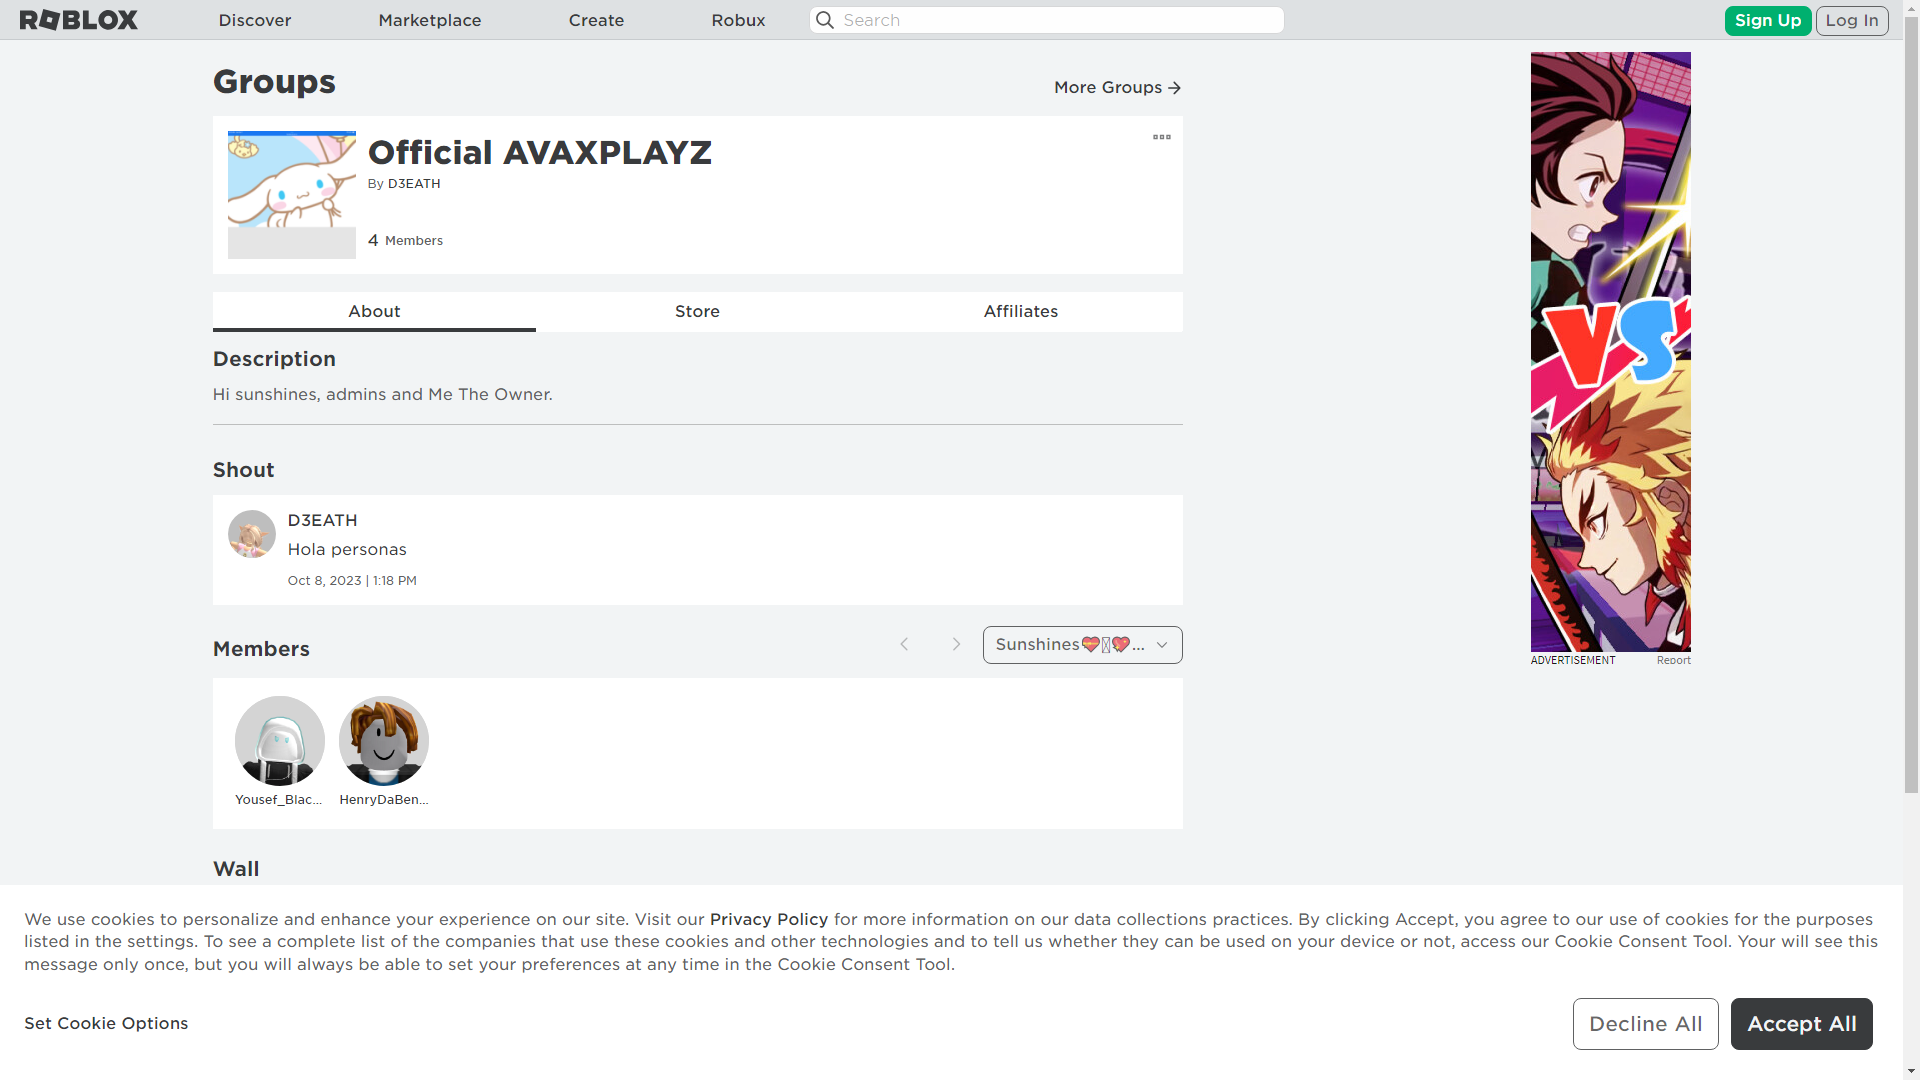 ROBLOX
Discover
Marketplace
Create
Robux
Search
Sign Up
Log In
Groups
More Groups
Official AVAXPLAYZ
By D3EATH
4 Members
About
Store
Affiliates
Description
Hi sunshines, admins and Me The Owner.
Shout
D3EATH
Hola personas
Oct 8, 2023 | 1:18 PM
Members
Sunshines💝▯💖...
Yousef_Blac...
HenryDaBen...
VS
ADVERTISEMENT
Report
Wall
We use cookies to personalize and enhance your experience on our site. Visit our Privacy Policy for more information on our data collections practices. By clicking Accept, you agree to our use of cookies for the purposes
listed in the settings. To see a complete list of the companies that use these cookies and other technologies and to tell us whether they can be used on your device or not, access our Cookie Consent Tool. Your will see this
message only once, but you will always be able to set your preferences at any time in the Cookie Consent Tool.
Set Cookie Options
Decline All
Accept All